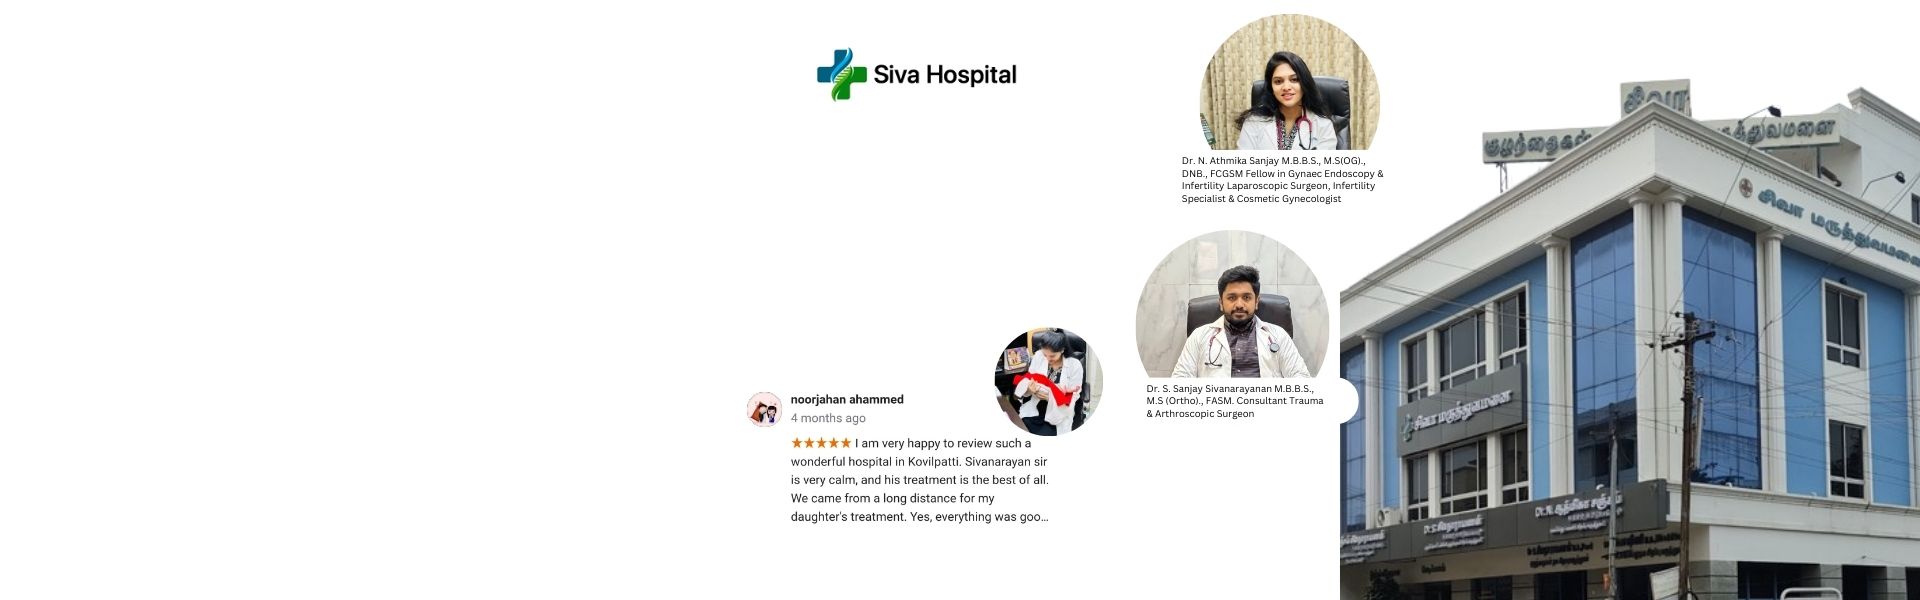 Siva Hospital
Dr. N. Athmika Sanjay M.B.B.S., M.S(OG).,
DNB., FCGSM Fellow in Gynaec Endoscopy &
Infertility Laparoscopic Surgeon, Infertility
Specialist & Cosmetic Gynecologist
Dr. S. Sanjay Sivanarayanan M.B.B.S.,
M.S (Ortho)., FASM. Consultant Trauma
& Arthroscopic Surgeon
noorjahan ahammed
4 months ago
★★★★★ I am very happy to review such a
wonderful hospital in Kovilpatti. Sivanarayan sir
is very calm, and his treatment is the best of all.
We came from a long distance for my
daughter's treatment. Yes, everything was goo...
சிவா
குழந்தைகள்
மருத்துவமனை
சிவா மருத்துவமனை
சிவா மருத்துவமனை